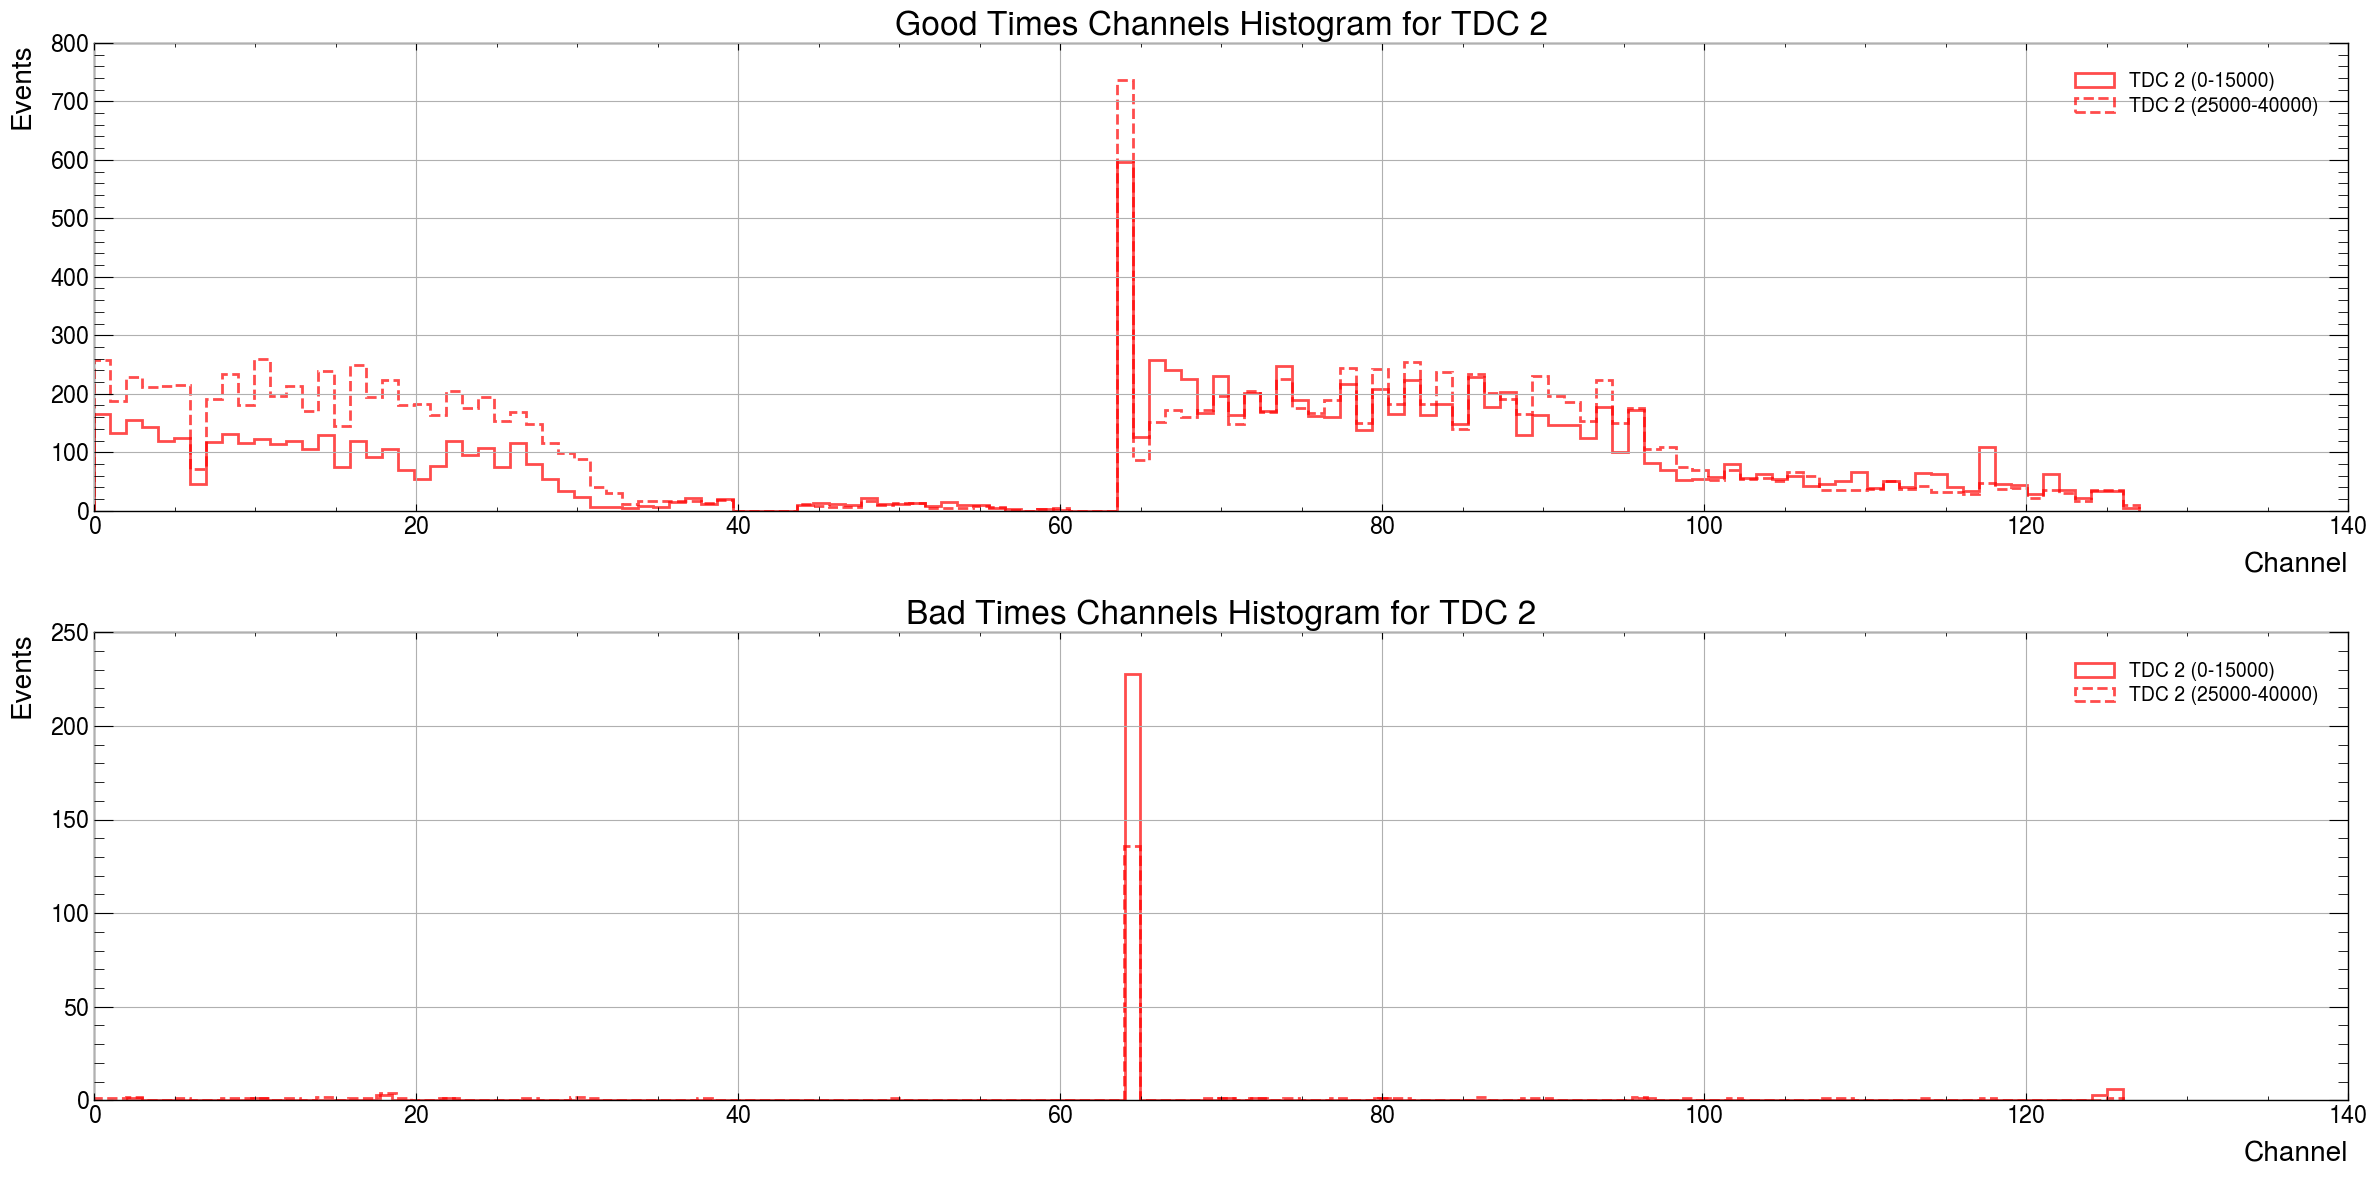 Good Times Channels Histogram for TDC 2
Events
800
700
600
500
400
300
200
100
0
TDC 2 (0-15000)
TDC 2 (25000-40000)
0 20 40 60 80 100 120 140
Channel
Bad Times Channels Histogram for TDC 2
Events
250
200
150
100
50
0
TDC 2 (0-15000)
TDC 2 (25000-40000)
0 20 40 60 80 100 120 140
Channel